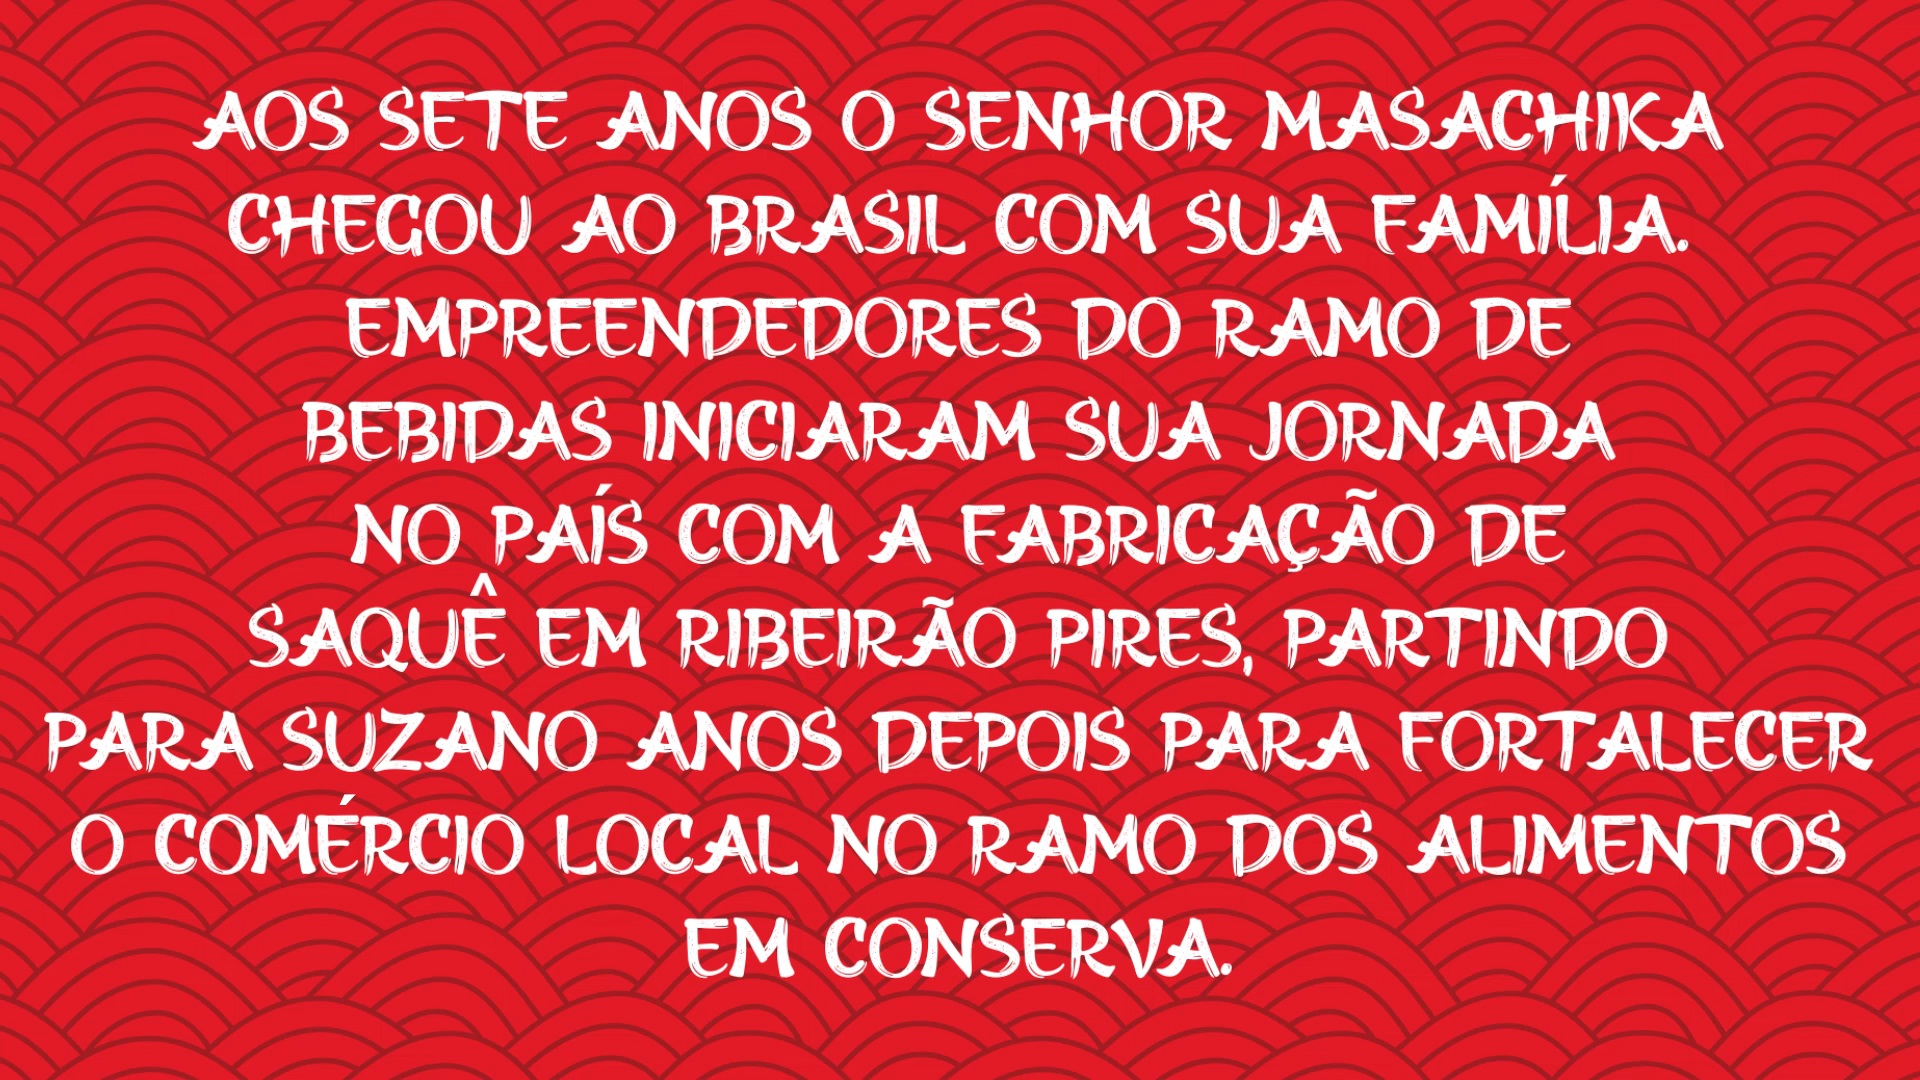 AOS SETE ANOS O SENHOR MASACHIKA
CHEGOU AO BRASIL COM SUA FAMÍLIA.
EMPREENDEDORES DO RAMO DE
BEBIDAS INICIARAM SUA JORNADA
NO PAÍS COM A FABRICAÇÃO DE
SAQUÊ EM RIBEIRÃO PIRES, PARTINDO
PARA SUZANO ANOS DEPOIS PARA FORTALECER
O COMÉRCIO LOCAL NO RAMO DOS ALIMENTOS
EM CONSERVA.